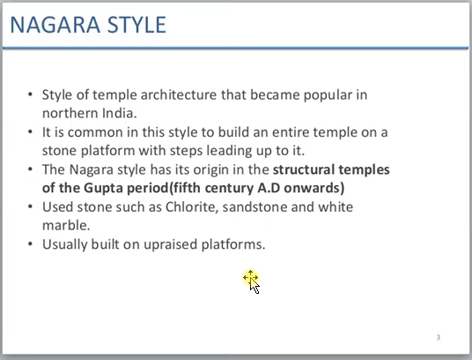 NAGARA STYLE
• Style of temple architecture that became popular in
northern India.
• It is common in this style to build an entire temple on a
stone platform with steps leading up to it.
• The Nagara style has its origin in the structural temples
of the Gupta period(fifth century A.D onwards)
• Used stone such as Chlorite, sandstone and white
marble.
• Usually built on upraised platforms.
3